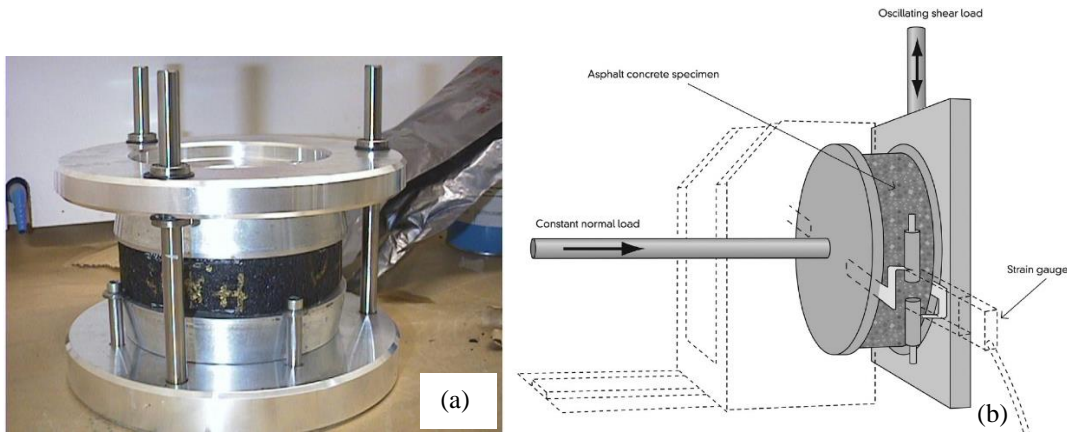 Oscillating shear load
Asphalt concrete specimen
Constant normal load
Strain gauge
(a)
(b)